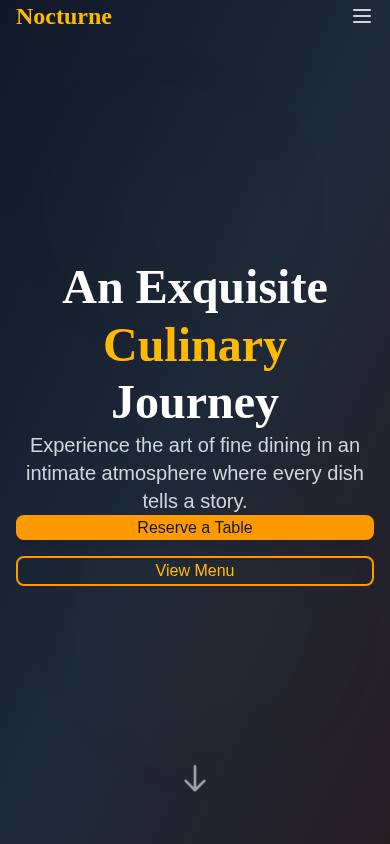 Nocturne
An Exquisite
Culinary
Journey
Experience the art of fine dining in an
intimate atmosphere where every dish
tells a story.
Reserve a Table
View Menu